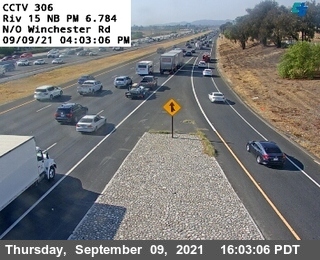 CCTV 306
Riv 15 NB PM 6.784
N/O Winchester Rd
09/09/21 04:03:06 PM
Thursday, September 09, 2021 16:03:06 PDT